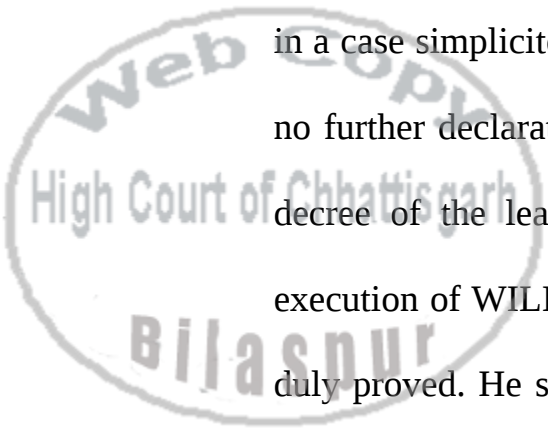 Web Copy
in a case simplicit
no further declarat
High Court of Chhattisgarh
decree of the lea
execution of WIL
Bilaspur
duly proved. He s